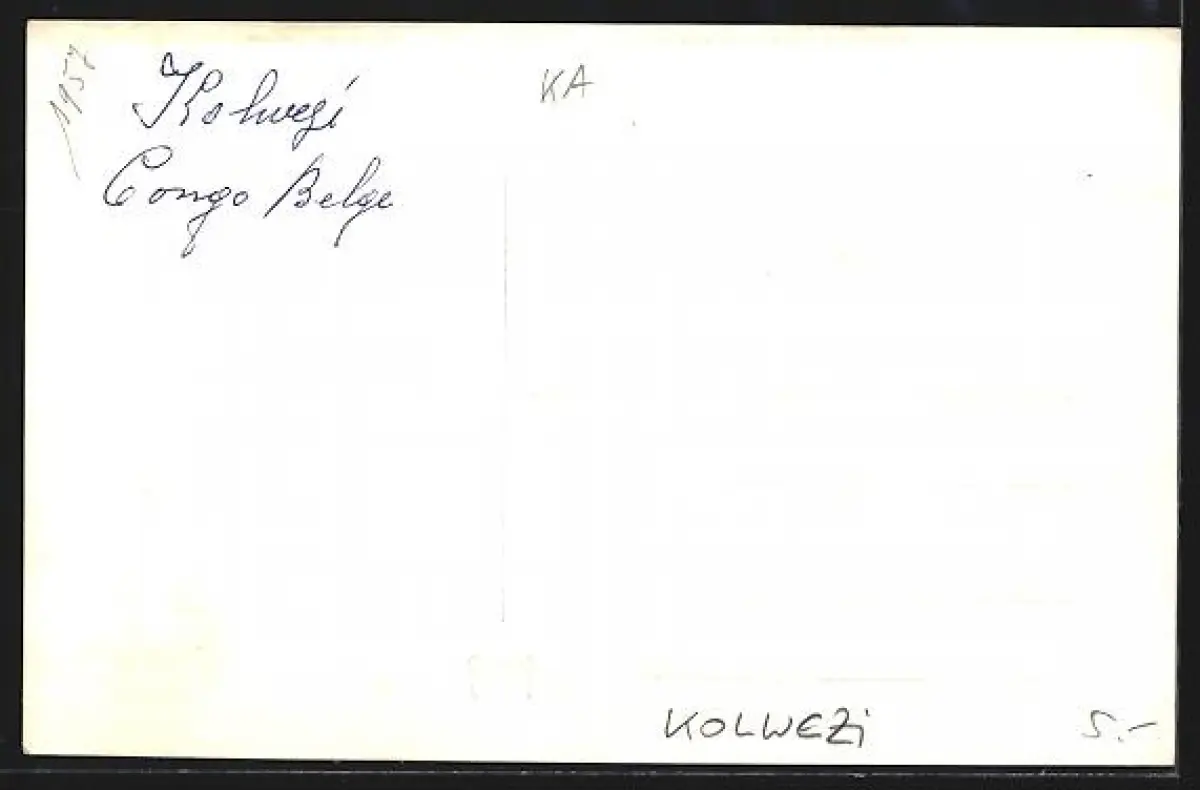 1957
Kolwezi
Congo Belge
KA
KOLWEZi
5.-